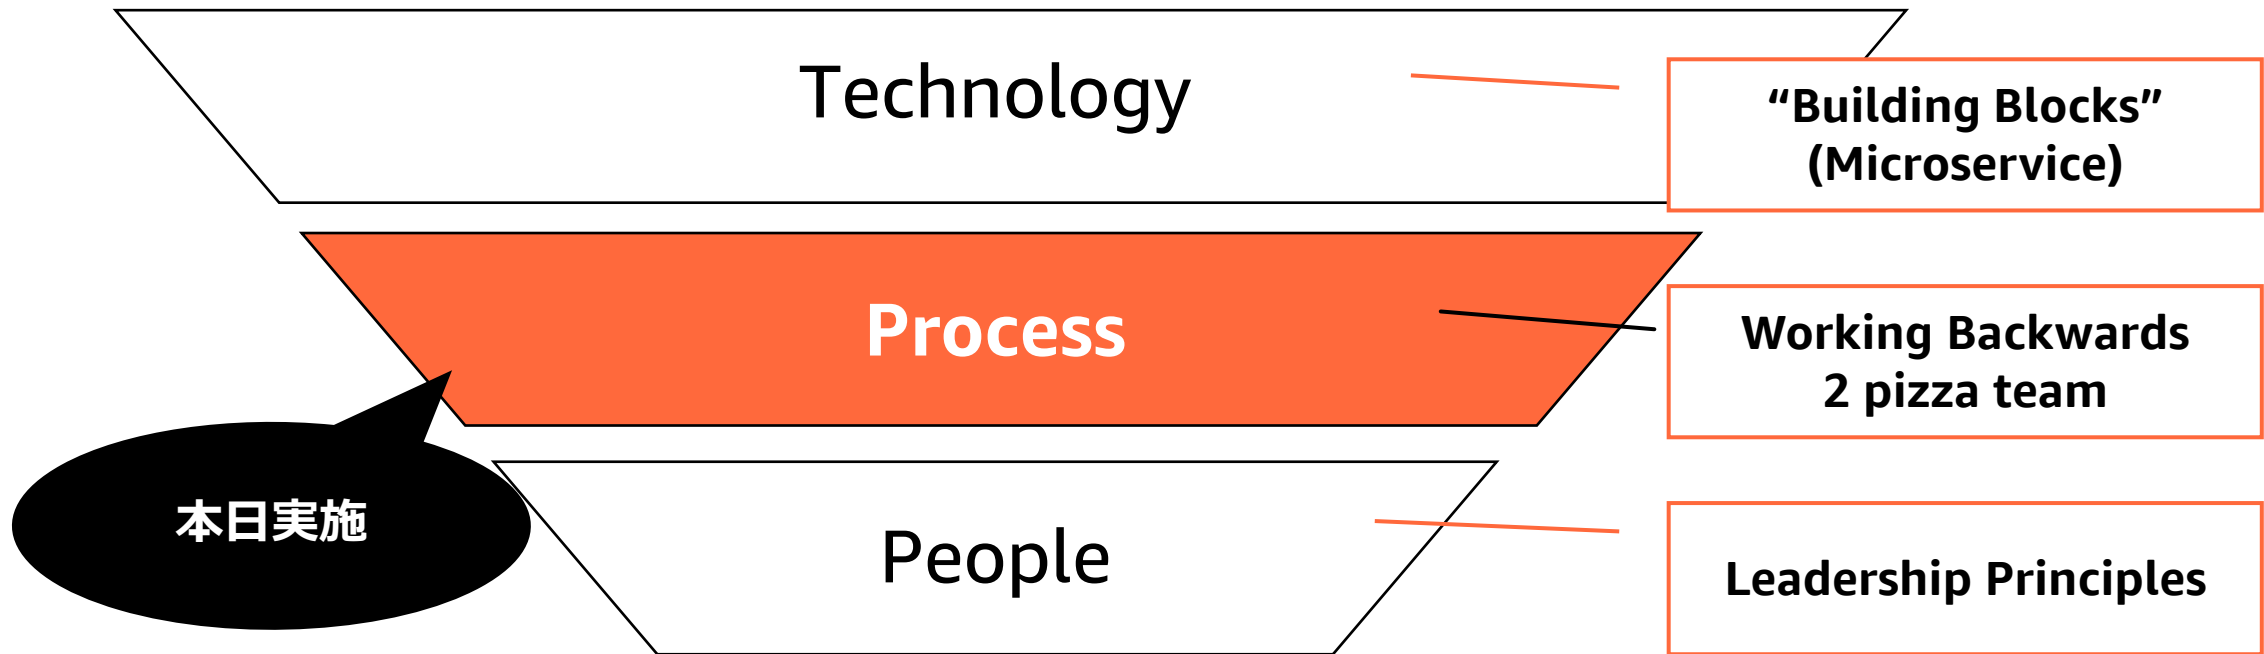 Technology
“Building Blocks”
(Microservice)
Process
Working Backwards
2 pizza team
本日実施
People
Leadership Principles